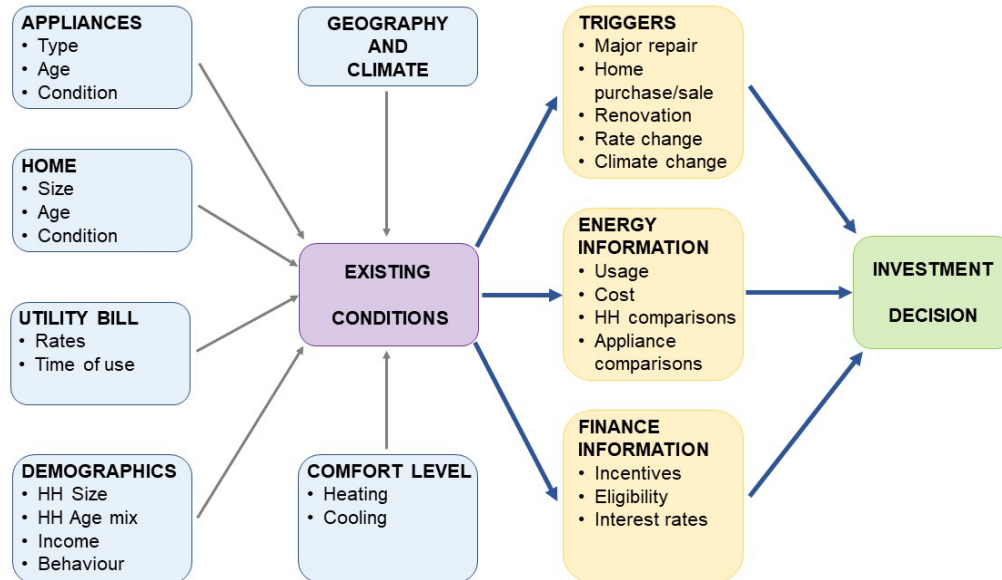 APPLIANCES
• Type
• Age
• Condition
HOME
• Size
• Age
• Condition
UTILITY BILL
• Rates
• Time of use
DEMOGRAPHICS
• HH Size
• HH Age mix
• Income
• Behaviour
GEOGRAPHY
AND
CLIMATE
EXISTING
CONDITIONS
COMFORT LEVEL
• Heating
• Cooling
TRIGGERS
• Major repair
• Home
purchase/sale
• Renovation
• Rate change
• Climate change
ENERGY
INFORMATION
• Usage
• Cost
• HH comparisons
• Appliance
comparisons
FINANCE
INFORMATION
• Incentives
• Eligibility
• Interest rates
INVESTMENT
DECISION